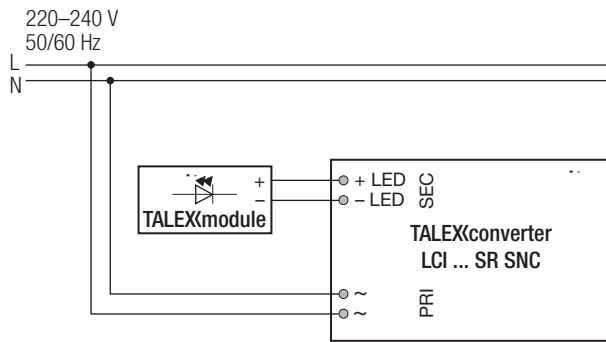 220–240 V
50/60 Hz
L
N
+
–
TALEXmodule
+ LED
– LED
SEC
TALEXconverter
LCI ... SR SNC
~
~
PRI